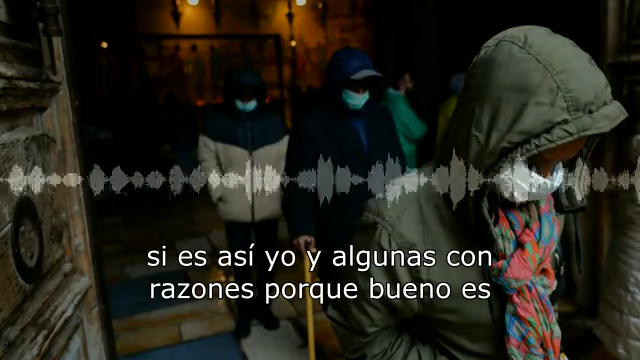 si es así yo y algunas con
razones porque bueno es